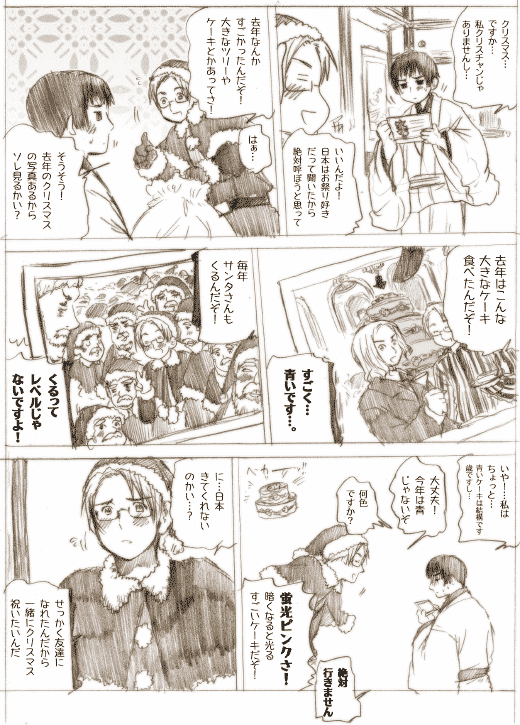 クリスマス…
ですか…
私クリスチャンじゃ
ありませんし…
いいんだよ！
日本はお祭り好き
だって聞いたから
絶対呼ぼうと思って
去年なんか
すごかったんだぞ！
大きなツリーや
ケーキとかあってさ！
はぁ…
そうそう！
去年のクリスマス
の写真あるから
ソレ見るかい？
去年はこんな
大きなケーキ
食べたんだぞ！
すごく…
青いです…。
毎年
サンタさんも
くるんだぞ！
くるって
レベルじゃ
ないですよ！
いや…私は
ちょっと…
青いケーキは結構です
歳ですし…
大丈夫！
今年は青
じゃないぞ
何色
ですか？
ペカー
蛍光ピンクさ！
暗くなると光る
すごいケーキだぞ！
絶対
行きません
に…日本
きてくれない
のかい…？
せっかく友達に
なれたんだから
一緒にクリスマス
祝いたいんだ